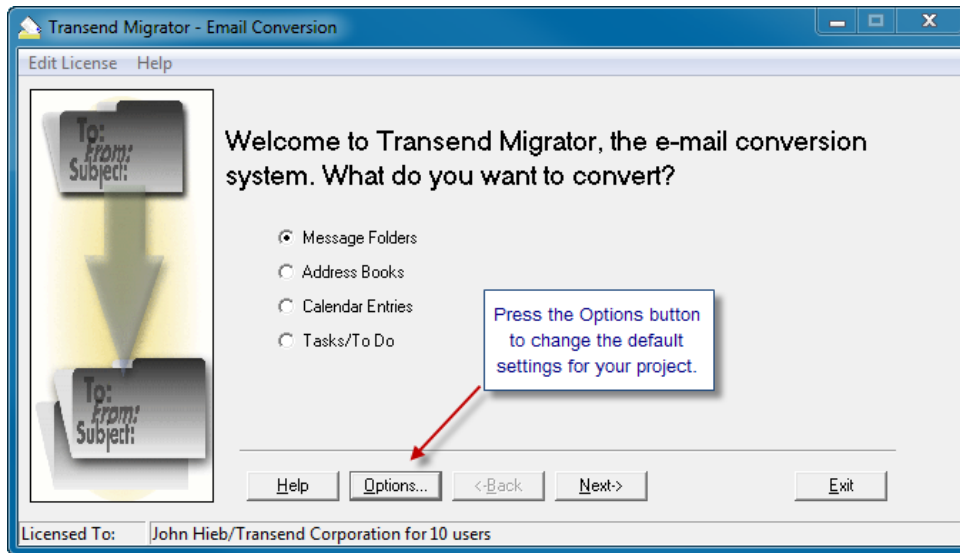 Transend Migrator - Email Conversion
Edit License Help
To:
From:
Subject:
Welcome to Transend Migrator, the e-mail conversion
system. What do you want to convert?
Message Folders
Address Books
Calendar Entries
Tasks/To Do
Press the Options button
to change the default
settings for your project.
To:
From:
Subject:
Help Options... <-Back Next-> Exit
Licensed To: John Hieb/Transend Corporation for 10 users